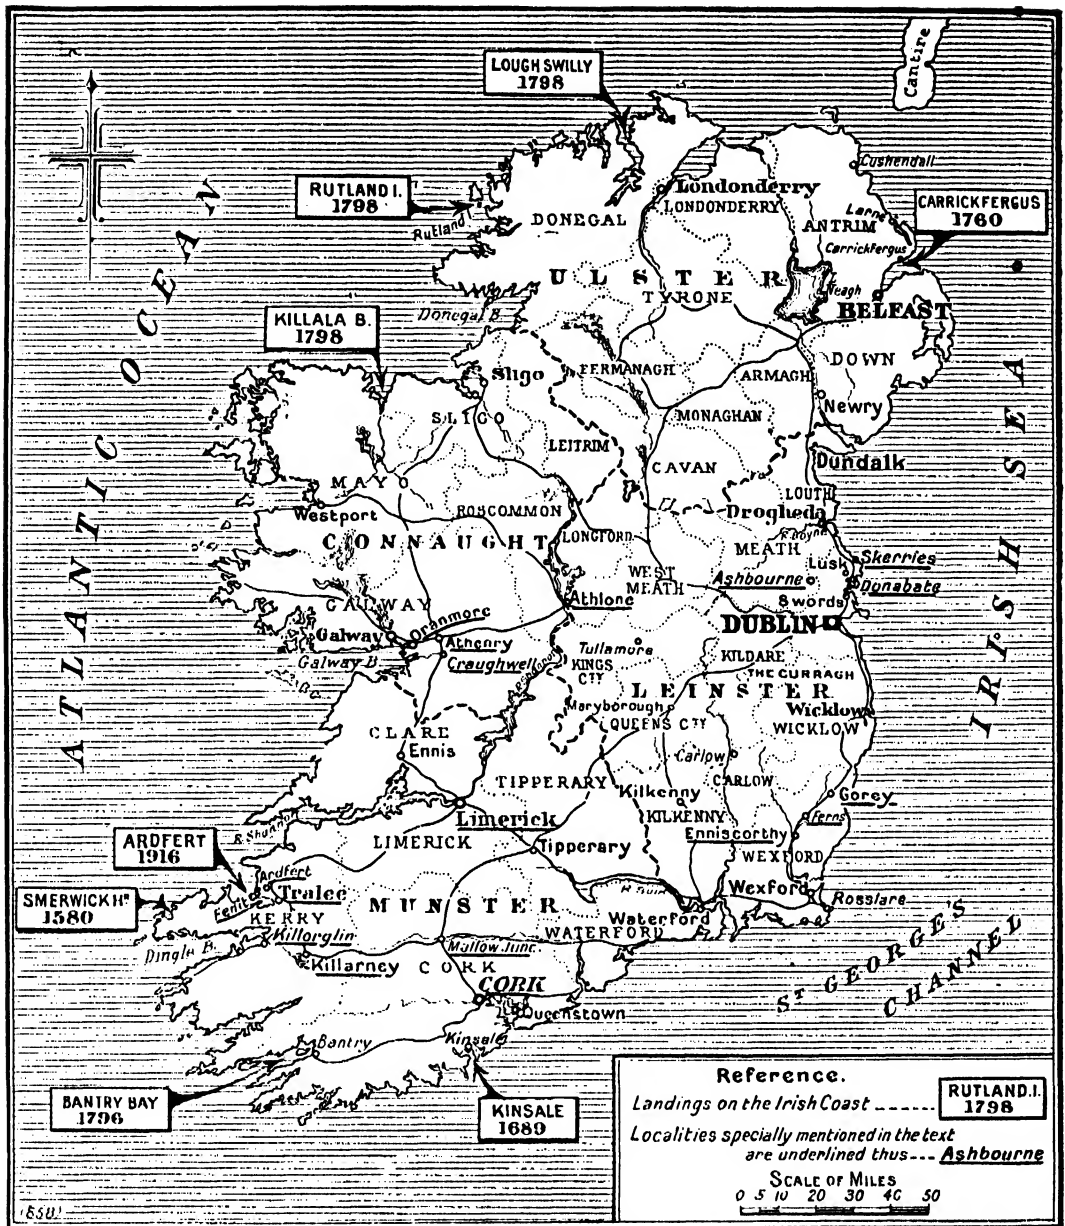 Cantire
LOUGH SWILLY
1798
Cushendall
RUTLAND I.
1798
Rutland I
Londonderry
LONDONDERRY
DONEGAL
ANTRIM
Larne
Carrickfergus
CARRICKFERGUS
1760
ULSTER
TYRONE
Neagh
BELFAST
Donegal B.
KILLALA B.
1798
Sligo
FERMANAGH
ARMAGH
DOWN
Newry
SLIGO
LEITRIM
MONAGHAN
CAVAN
Dundalk
MAYO
Westport
ROSCOMMON
LONGFORD
LOUTH
Drogheda
R. Boyne
MEATH
CONNAUGHT
WEST
MEATH
Ashbourne
Lusk
Skerries
Donabate
Swords
DUBLIN
GALWAY
Athlone
Oranmore
Galway
Athenry
Craughwell
Galway B.
R. Shannon
Tullamore
KINGS
CTY
KILDARE
THE CURRAGH
LEINSTER
Maryborough
QUEENS CTY
Wicklow
WICKLOW
CLARE
Ennis
TIPPERARY
Carlow
CARLOW
Kilkenny
KILKENNY
Gorey
Ferns
Enniscorthy
WEXFORD
Limerick
R. Shannon
LIMERICK
Tipperary
ARDFERT
1916
Ardfert
Fenit
Tralee
SMERWICK Hr
1580
KERRY
MUNSTER
R. Suir
Wexford
Rosslare
Waterford
WATERFORD
Dingle B.
Killorglin
Killarney
Mallow Junc.
CORK
CORK
Queenstown
Bantry
Kinsale
BANTRY BAY
1796
KINSALE
1689
ATLANTIC OCEAN
IRISH SEA
ST GEORGE'S
CHANNEL
Reference.
Landings on the Irish Coast
RUTLAND. I.
1798
Localities specially mentioned in the text
are underlined thus --- Ashbourne
SCALE OF MILES
0 5 10 20 30 40 50